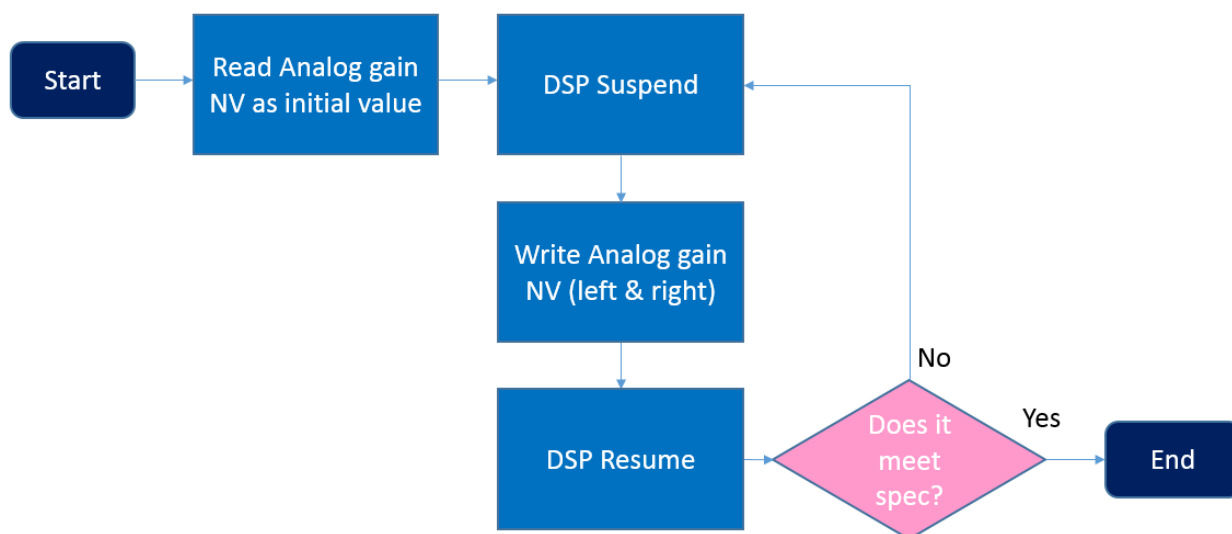 Start
Read Analog gain
NV as initial value
DSP Suspend
Write Analog gain
NV (left & right)
DSP Resume
No
Does it
meet
spec?
Yes
End